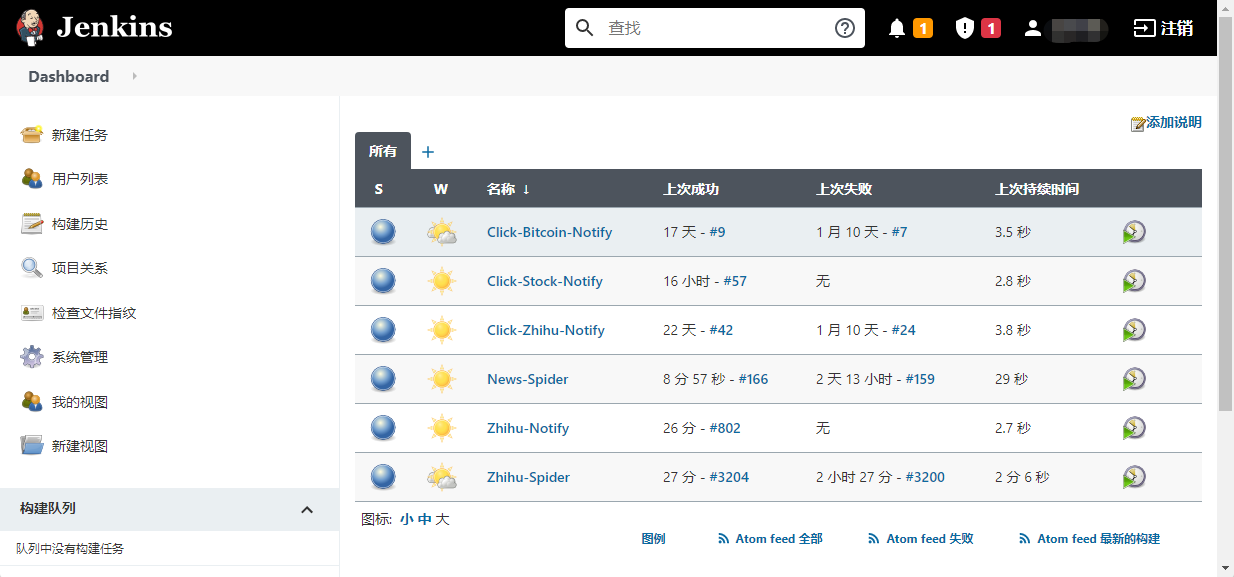 Jenkins 查找 1 1 注销
Dashboard
新建任务
用户列表
构建历史
项目关系
检查文件指纹
系统管理
我的视图
新建视图
构建队列
队列中没有构建任务
添加说明
所有 +
S W 名称 ↓ 上次成功 上次失败 上次持续时间
Click-Bitcoin-Notify 17 天 - #9 1 月 10 天 - #7 3.5 秒
Click-Stock-Notify 16 小时 - #57 无 2.8 秒
Click-Zhihu-Notify 22 天 - #42 1 月 10 天 - #24 3.8 秒
News-Spider 8 分 57 秒 - #166 2 天 13 小时 - #159 29 秒
Zhihu-Notify 26 分 - #802 无 2.7 秒
Zhihu-Spider 27 分 - #3204 2 小时 27 分 - #3200 2 分 6 秒
图标: 小 中 大
图例 Atom feed 全部 Atom feed 失败 Atom feed 最新的构建